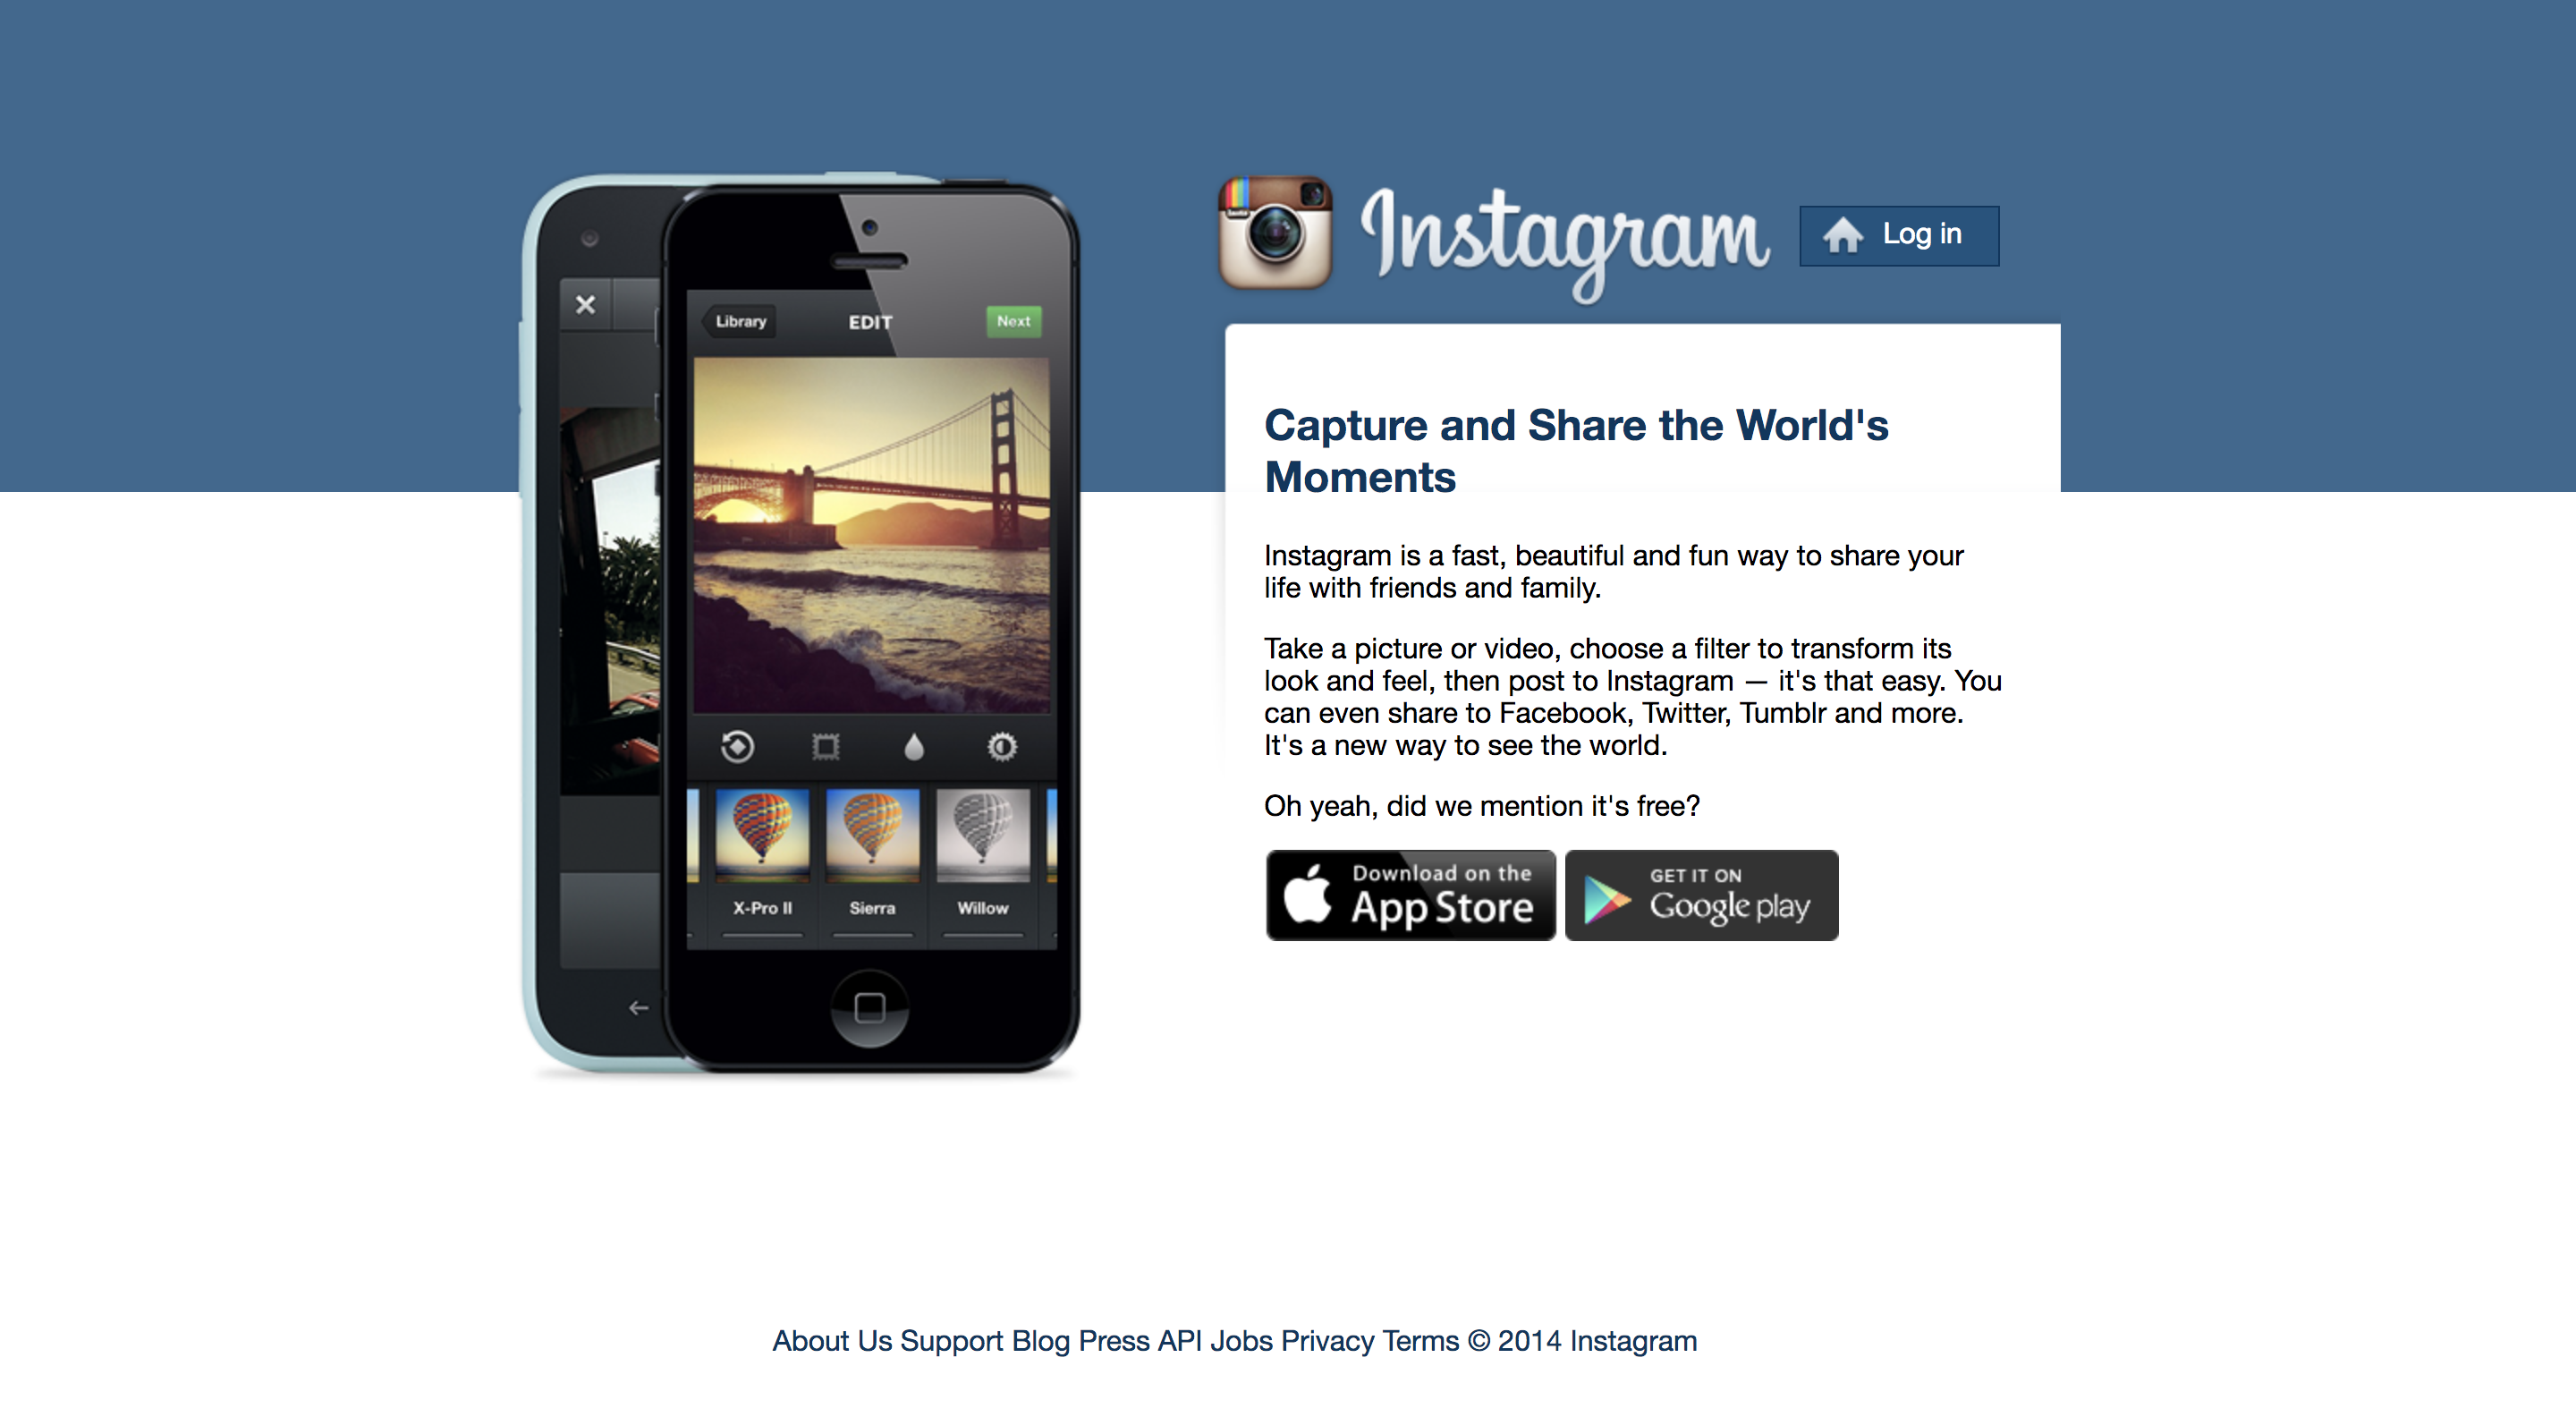 Instagram
Log in
Library
EDIT
Next
X-Pro II
Sierra
Willow
Capture and Share the World's
Moments
Instagram is a fast, beautiful and fun way to share your
life with friends and family.
Take a picture or video, choose a filter to transform its
look and feel, then post to Instagram — it's that easy. You
can even share to Facebook, Twitter, Tumblr and more.
It's a new way to see the world.
Oh yeah, did we mention it's free?
Download on the
App Store
GET IT ON
Google play
About Us Support Blog Press API Jobs Privacy Terms © 2014 Instagram